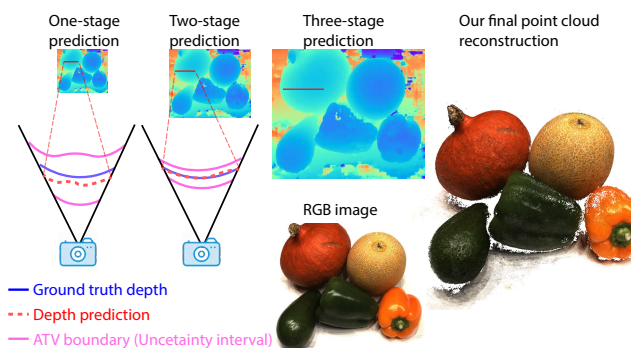 One-stage
prediction
Two-stage
prediction
Three-stage
prediction
Our final point cloud
reconstruction
RGB image
Ground truth depth
Depth prediction
ATV boundary (Uncetainty interval)